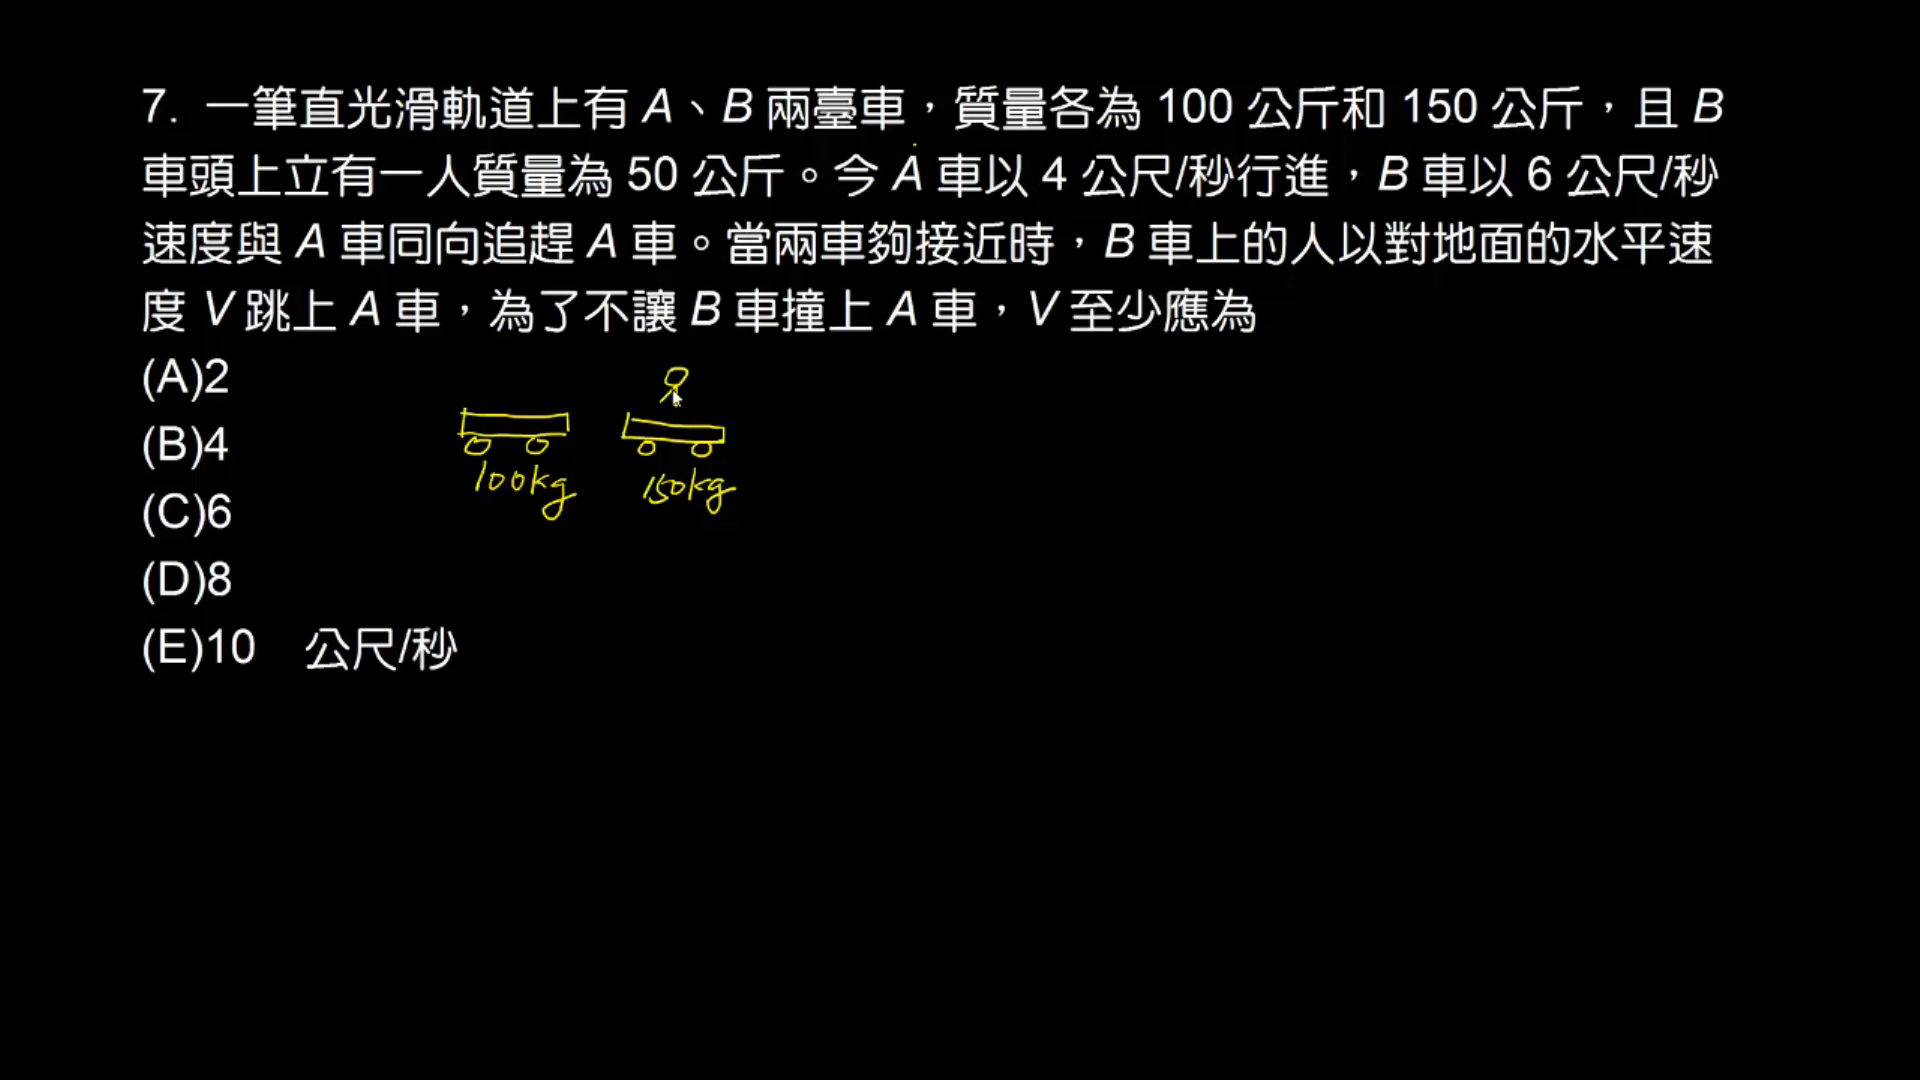 7. 一筆直光滑軌道上有 A、B 兩臺車，質量各為 100 公斤和 150 公斤，且 B
車頭上立有一人質量為 50 公斤。今 A 車以 4 公尺/秒行進，B 車以 6 公尺/秒
速度與 A 車同向追趕 A 車。當兩車夠接近時，B 車上的人以對地面的水平速
度 V 跳上 A 車，為了不讓 B 車撞上 A 車，V 至少應為
(A)2
(B)4
(C)6
(D)8
(E)10 公尺/秒
100kg 150kg